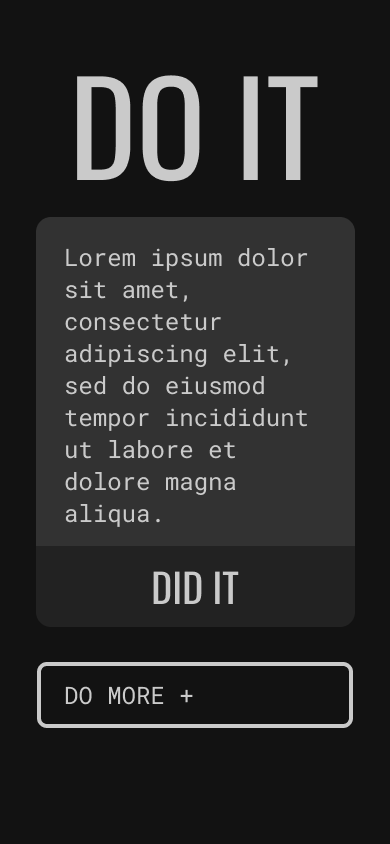 DO IT
Lorem ipsum dolor
sit amet,
consectetur
adipiscing elit,
sed do eiusmod
tempor incididunt
ut labore et
dolore magna
aliqua.
DID IT
DO MORE +